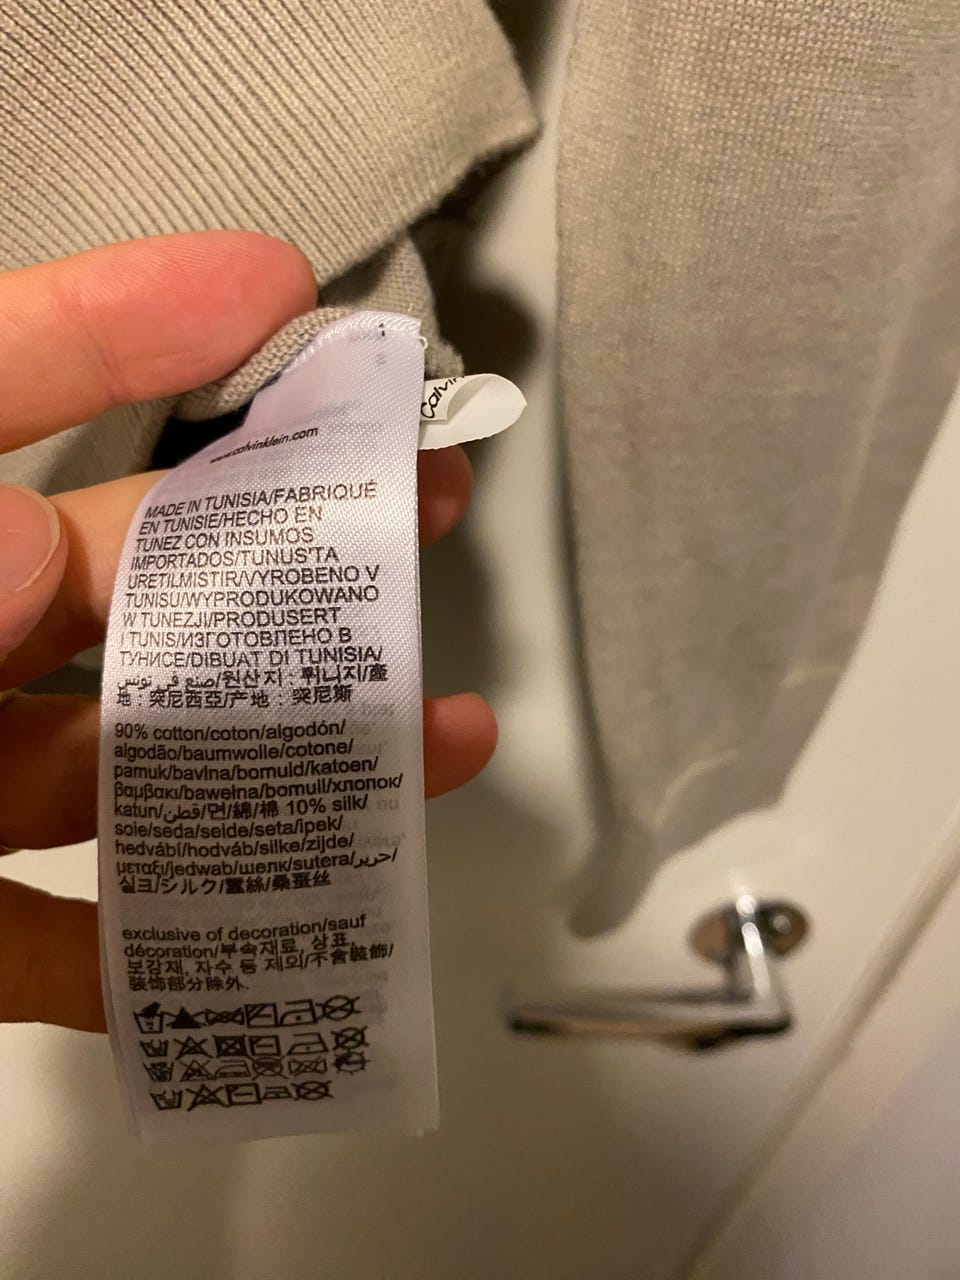 Calvin
www.calvinklein.com
MADE IN TUNISIA/FABRIQUÉ
EN TUNISIE/HECHO EN
TUNEZ CON INSUMOS
IMPORTADOS/TUNUS'TA
URETILMISTIR/VYROBENO V
TUNISU/WYPRODUKOWANO
W TUNEZJI/PRODUSERT
I TUNIS/ИЗГОТОВЛЕНО В
ТУНИСЕ/DIBUAT DI TUNISIA/
صنع في تونس/원산지 : 튀니지/產
地 : 突尼西亞/产地 : 突尼斯
90% cotton/coton/algodón/
algodão/baumwolle/cotone/
pamuk/bavlna/bomuld/katoen/
βαμβακι/bawełna/bomull/хлопок/
katun/قطن/면/綿/棉 10% silk/
soie/seda/seide/seta/ipek/
hedvábí/hodváb/silke/zijde/
μεταξι/jedwab/шелк/sutera/حرير/
실크/シルク/蠶絲/桑蚕丝
exclusive of decoration/sauf
décoration/부속재료, 상표,
보강재, 자수 등 제외/不含裝飾/
装饰部分除外.